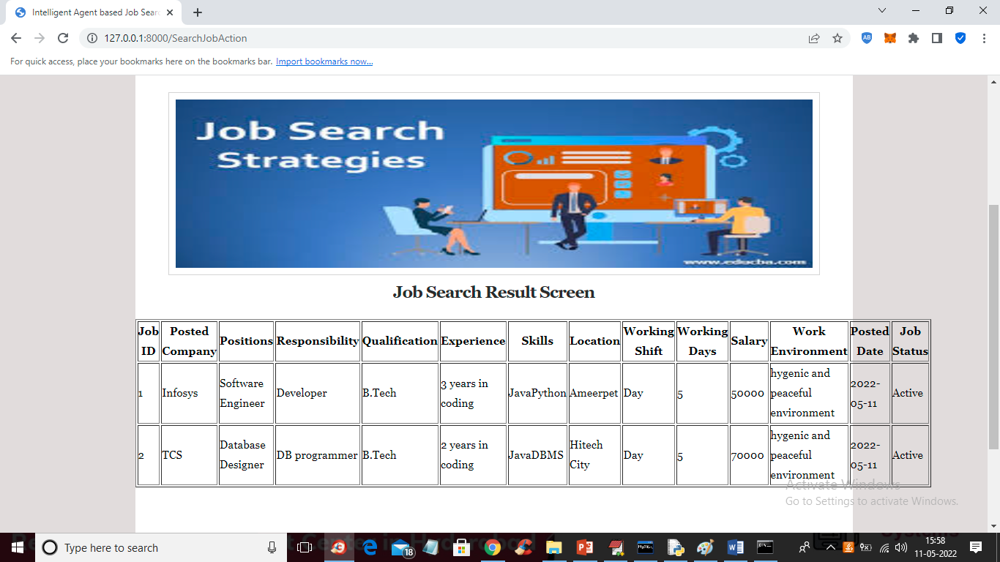 Intelligent Agent based Job Sear
127.0.0.1:8000/SearchJobAction
AB
For quick access, place your bookmarks here on the bookmarks bar. Import bookmarks now...
Job Search
Strategies
www.educba.com
Job Search Result Screen
Job ID Posted Company Positions Responsibility Qualification Experience Skills Location Working Shift Working Days Salary Work Environment Posted Date Job Status
1 Infosys Software Engineer Developer B.Tech 3 years in coding JavaPython Ameerpet Day 5 50000 hygenic and peaceful environment 2022-05-11 Active
2 TCS Database Designer DB programmer B.Tech 2 years in coding JavaDBMS Hitech City Day 5 70000 hygenic and peaceful environment 2022-05-11 Active
Activate Windows
Go to Settings to activate Windows.
Type here to search
18
MySQL
15:58
11-05-2022